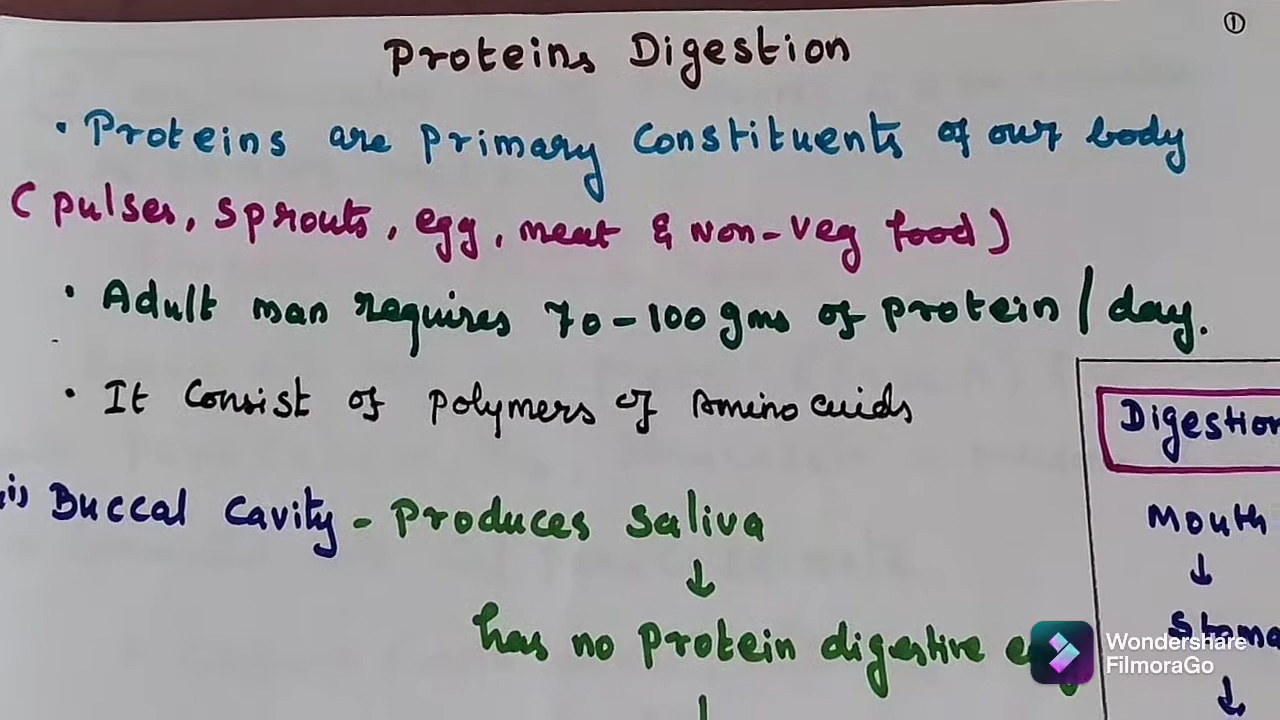 ①
Proteins Digestion
• Proteins are primary constituents of our body
( pulses, sprouts, egg, meat & non-veg food )
• Adult man requires 70-100 gms of protein / day.
• It consist of polymers of Amino acids
i) Buccal cavity - Produces saliva
↓
has no protein digestive
Digestion
Mouth
↓
Stoma
↓
Wondershare
FilmoraGo